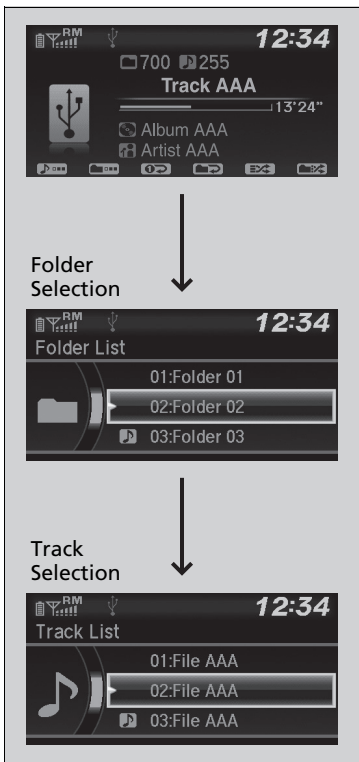 RM 12:34
700 255
Track AAA
13'24"
Album AAA
Artist AAA
Folder
Selection
RM 12:34
Folder List
01:Folder 01
02:Folder 02
03:Folder 03
Track
Selection
RM 12:34
Track List
01:File AAA
02:File AAA
03:File AAA